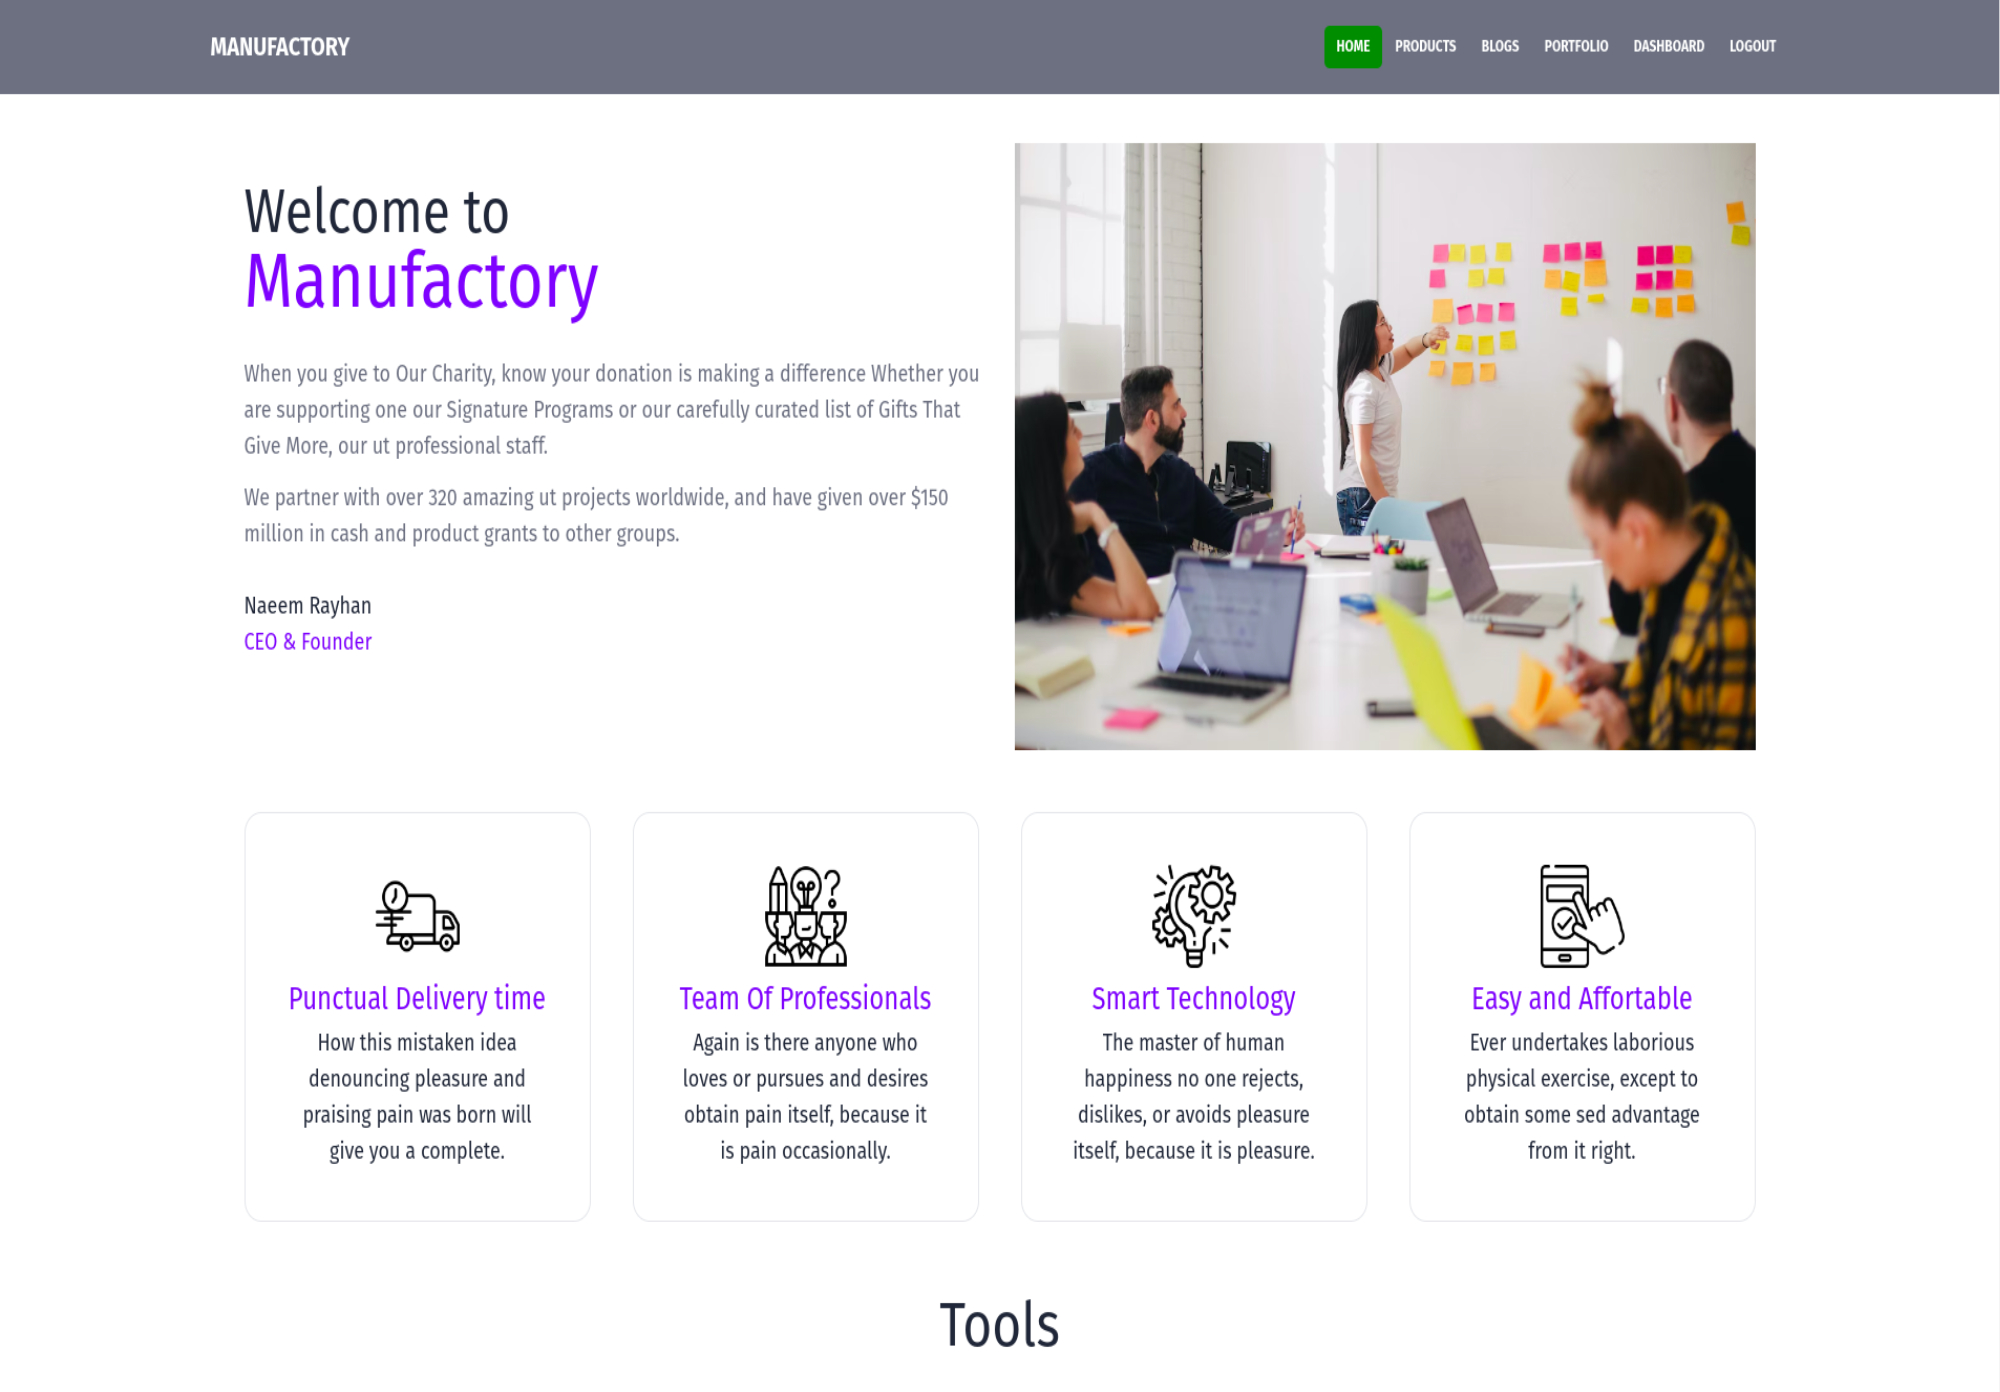 MANUFACTORY
HOME PRODUCTS BLOGS PORTFOLIO DASHBOARD LOGOUT
Welcome to
Manufactory
When you give to Our Charity, know your donation is making a difference Whether you
are supporting one our Signature Programs or our carefully curated list of Gifts That
Give More, our ut professional staff.
We partner with over 320 amazing ut projects worldwide, and have given over $150
million in cash and product grants to other groups.
Naeem Rayhan
CEO & Founder
Punctual Delivery time
How this mistaken idea
denouncing pleasure and
praising pain was born will
give you a complete.
Team Of Professionals
Again is there anyone who
loves or pursues and desires
obtain pain itself, because it
is pain occasionally.
Smart Technology
The master of human
happiness no one rejects,
dislikes, or avoids pleasure
itself, because it is pleasure.
Easy and Affortable
Ever undertakes laborious
physical exercise, except to
obtain some sed advantage
from it right.
Tools